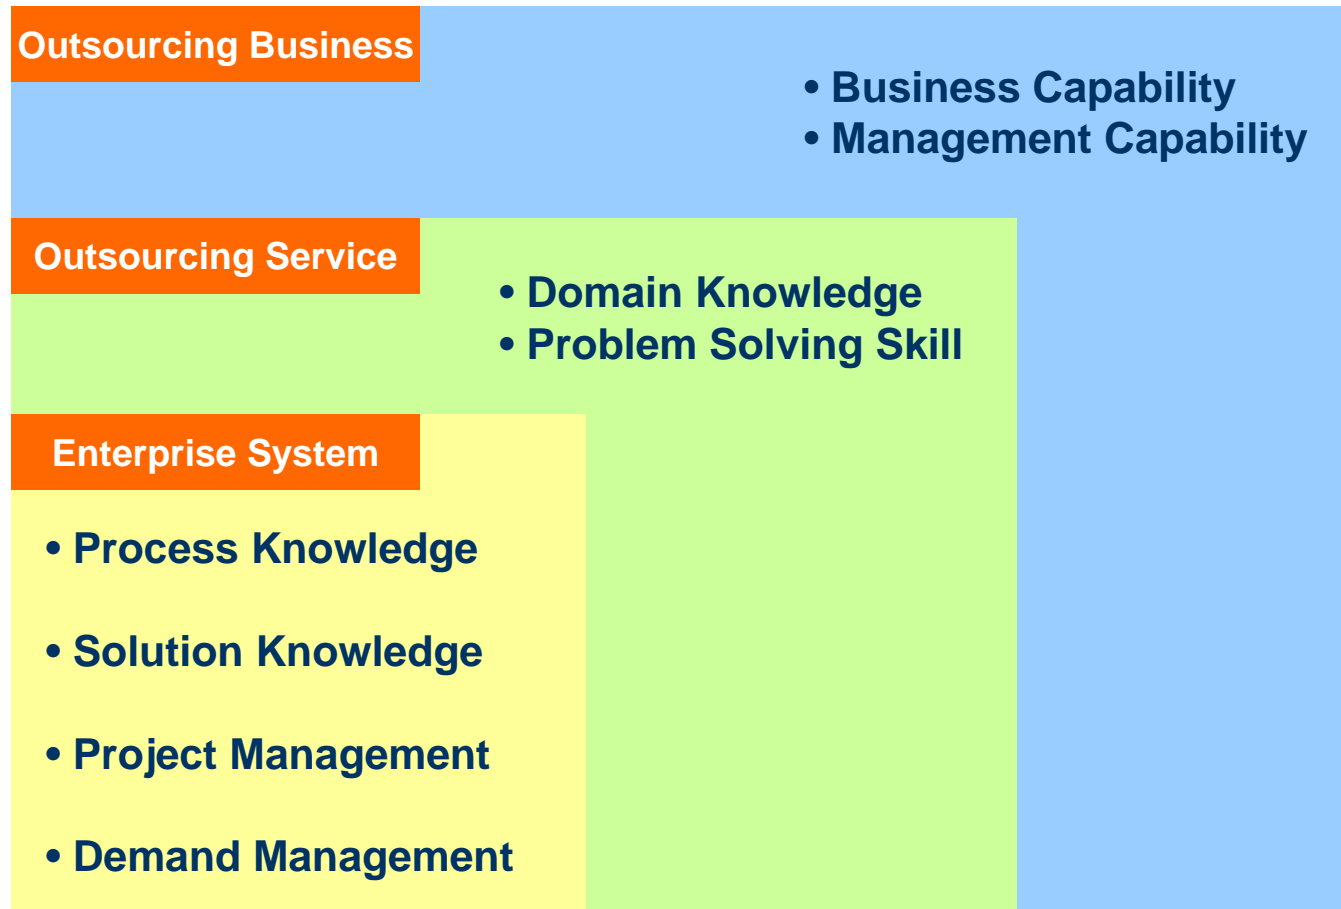 Outsourcing Business
• Business Capability
• Management Capability
Outsourcing Service
• Domain Knowledge
• Problem Solving Skill
Enterprise System
• Process Knowledge
• Solution Knowledge
• Project Management
• Demand Management